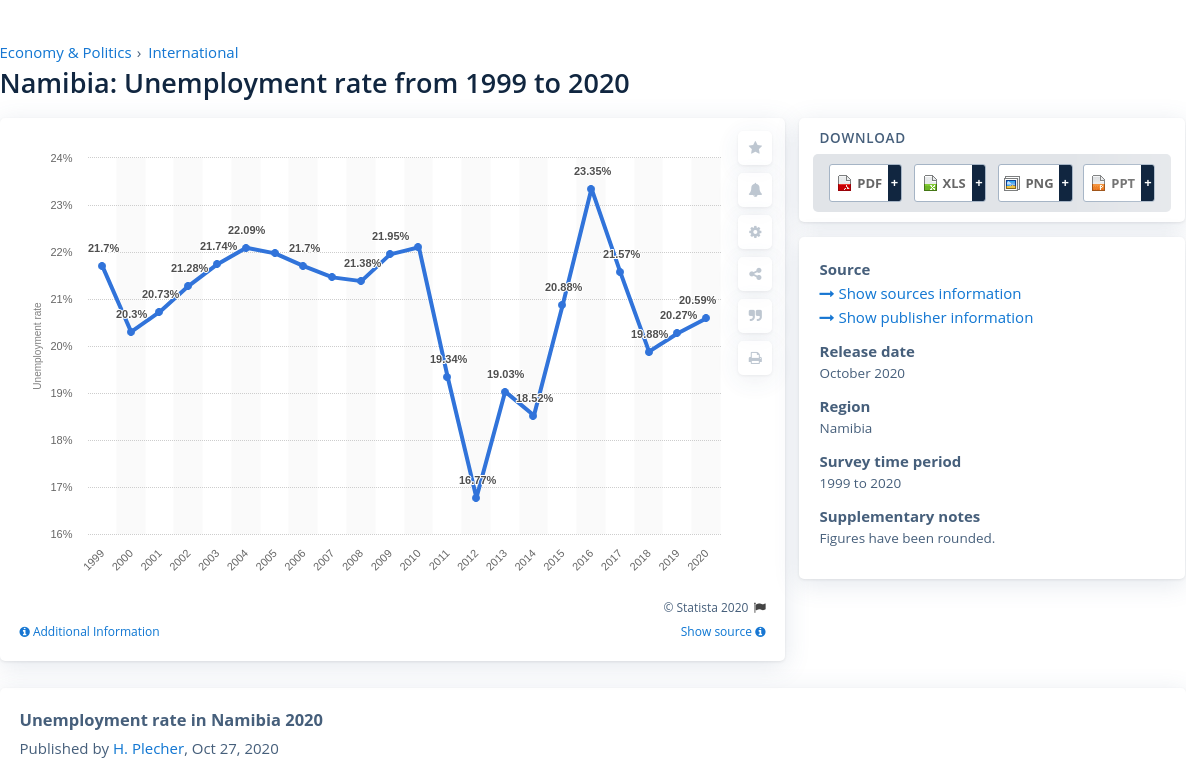 Economy & Politics › International
Namibia: Unemployment rate from 1999 to 2020
Unemployment rate
24%
23%
22%
21%
20%
19%
18%
17%
16%
21.7%
20.3%
20.73%
21.28%
21.74%
22.09%
21.7%
21.38%
21.95%
19.34%
16.77%
19.03%
18.52%
20.88%
23.35%
21.57%
19.88%
20.27%
20.59%
1999 2000 2001 2002 2003 2004 2005 2006 2007 2008 2009 2010 2011 2012 2013 2014 2015 2016 2017 2018 2019 2020
© Statista 2020
Additional Information
Show source
DOWNLOAD
PDF + XLS + PNG + PPT +
Source
Show sources information
Show publisher information
Release date
October 2020
Region
Namibia
Survey time period
1999 to 2020
Supplementary notes
Figures have been rounded.
Unemployment rate in Namibia 2020
Published by H. Plecher, Oct 27, 2020